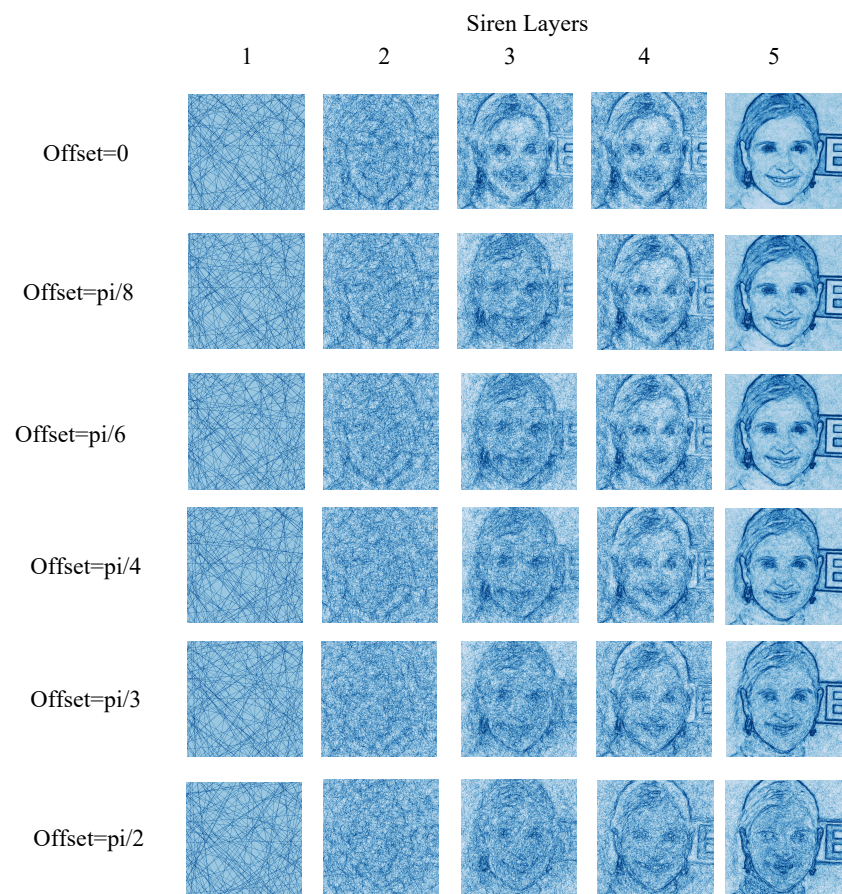 Siren Layers
1 2 3 4 5
Offset=0
Offset=pi/8
Offset=pi/6
Offset=pi/4
Offset=pi/3
Offset=pi/2